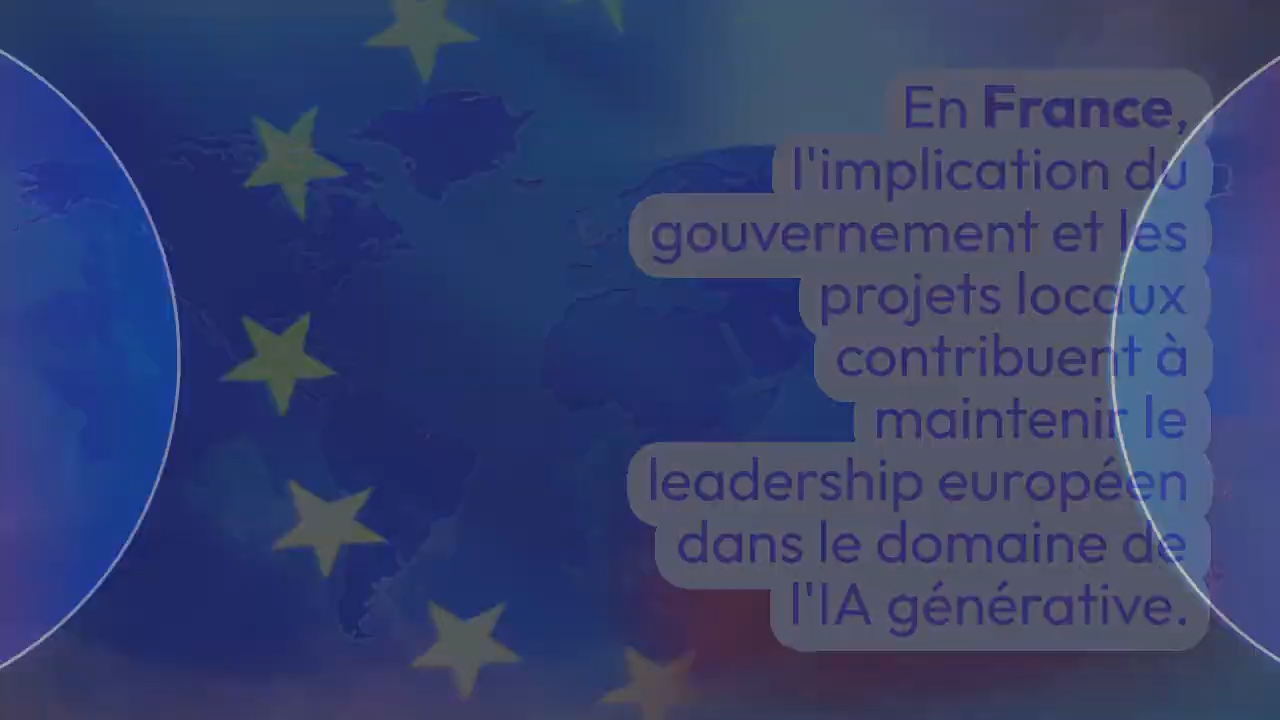 En France,
l'implication du
gouvernement et les
projets locaux
contribuent à
maintenir le
leadership européen
dans le domaine de
l'IA générative.